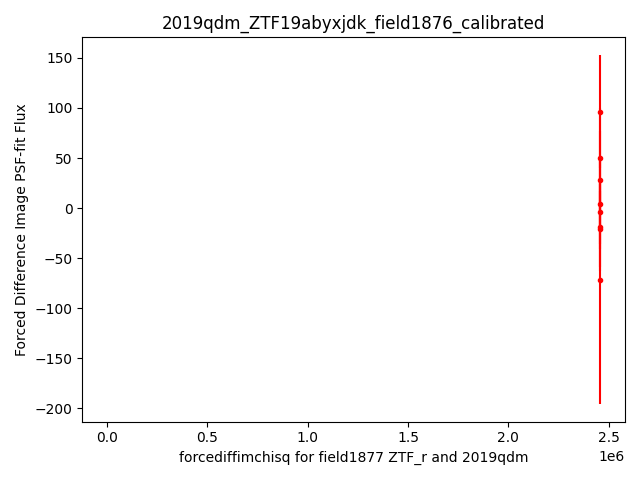 2019qdm_ZTF19abyxjdk_field1876_calibrated
Forced Difference Image PSF-fit Flux
150
100
50
0
−50
−100
−150
−200
0.0 0.5 1.0 1.5 2.0 2.5
1e6
forcediffimchisq for field1877 ZTF_r and 2019qdm